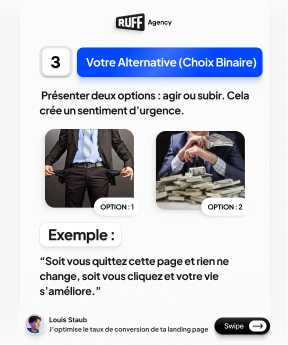 RUFF Agency
3
Votre Alternative (Choix Binaire)
Présenter deux options : agir ou subir. Cela
crée un sentiment d'urgence.
OPTION : 1
OPTION : 2
Exemple :
“Soit vous quittez cette page et rien ne
change, soit vous cliquez et votre vie
s'améliore.”
Louis Staub
J'optimise le taux de conversion de ta landing page
Swipe